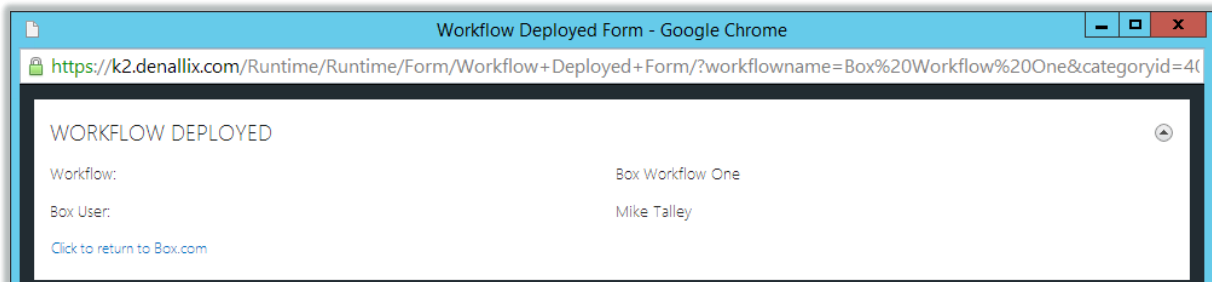 Workflow Deployed Form - Google Chrome
https://k2.denallix.com/Runtime/Runtime/Form/Workflow+Deployed+Form/?workflowname=Box%20Workflow%20One&categoryid=40
WORKFLOW DEPLOYED
Workflow: Box Workflow One
Box User: Mike Talley
Click to return to Box.com